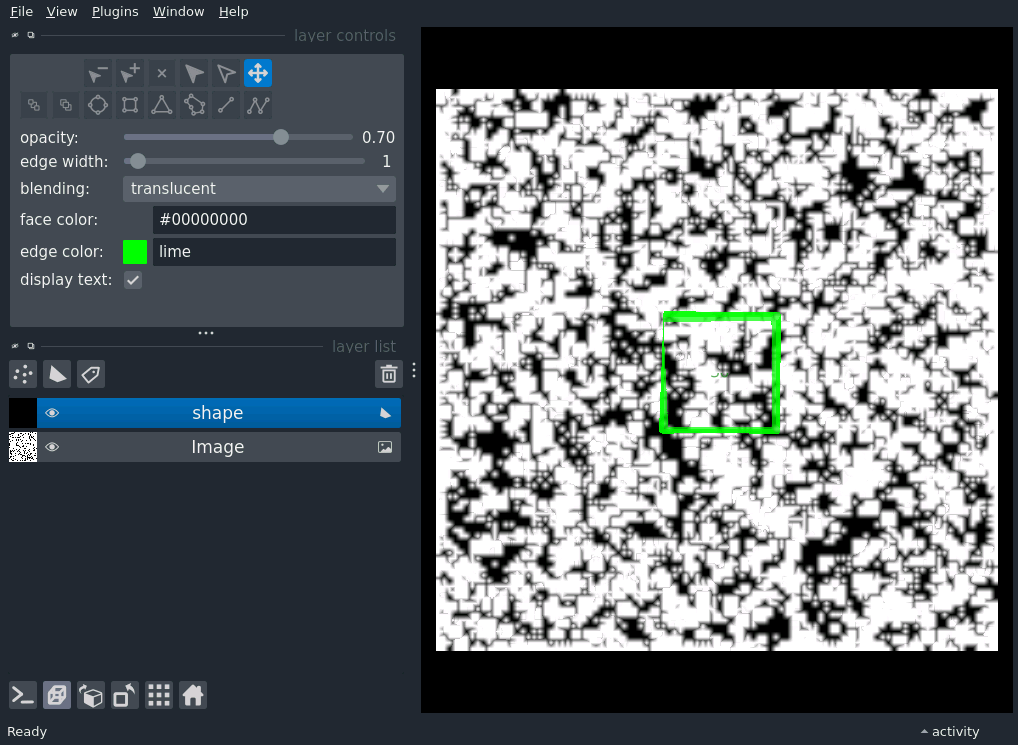 File View Plugins Window Help
layer controls
opacity: 0.70
edge width: 1
blending: translucent
face color: #00000000
edge color: lime
display text:
layer list
shape
Image
Ready
activity